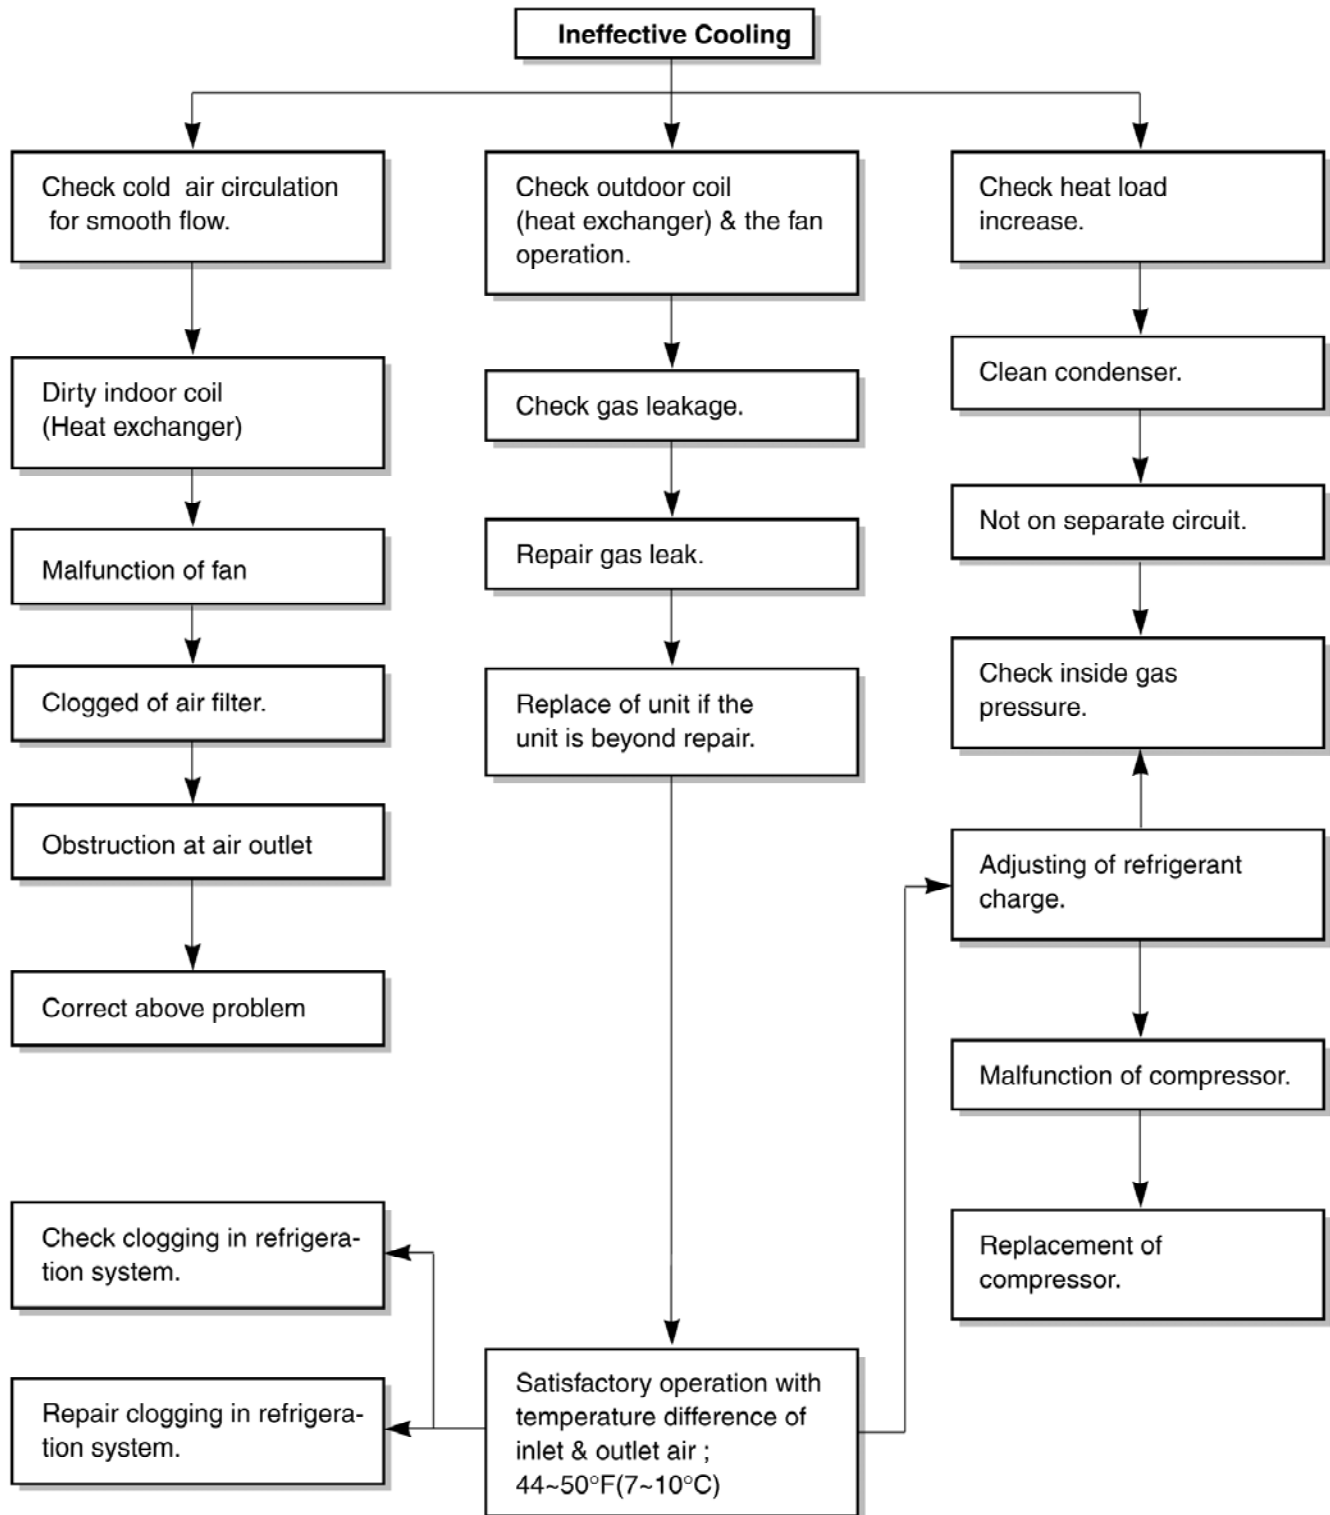 Ineffective Cooling
Check cold air circulation
for smooth flow.
Dirty indoor coil
(Heat exchanger)
Malfunction of fan
Clogged of air filter.
Obstruction at air outlet
Correct above problem
Check clogging in refrigera-
tion system.
Repair clogging in refrigera-
tion system.
Check outdoor coil
(heat exchanger) & the fan
operation.
Check gas leakage.
Repair gas leak.
Replace of unit if the
unit is beyond repair.
Satisfactory operation with
temperature difference of
inlet & outlet air ;
44~50°F(7~10°C)
Check heat load
increase.
Clean condenser.
Not on separate circuit.
Check inside gas
pressure.
Adjusting of refrigerant
charge.
Malfunction of compressor.
Replacement of
compressor.